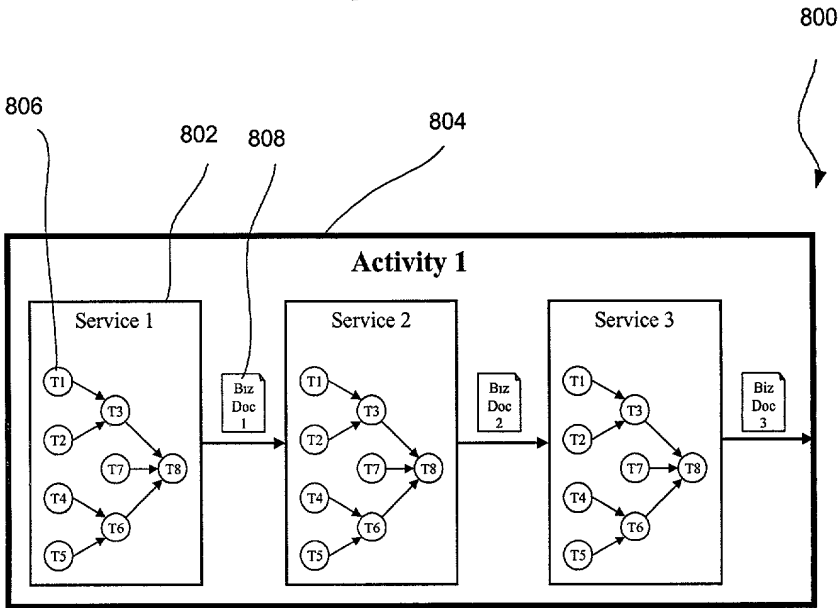 800
806
802
808
804
Activity 1
Service 1
T1
T2
T3
T7
T8
T4
T6
T5
Biz
Doc
1
Service 2
T1
T2
T3
T7
T8
T4
T6
T5
Biz
Doc
2
Service 3
T1
T2
T3
T7
T8
T4
T6
T5
Biz
Doc
3